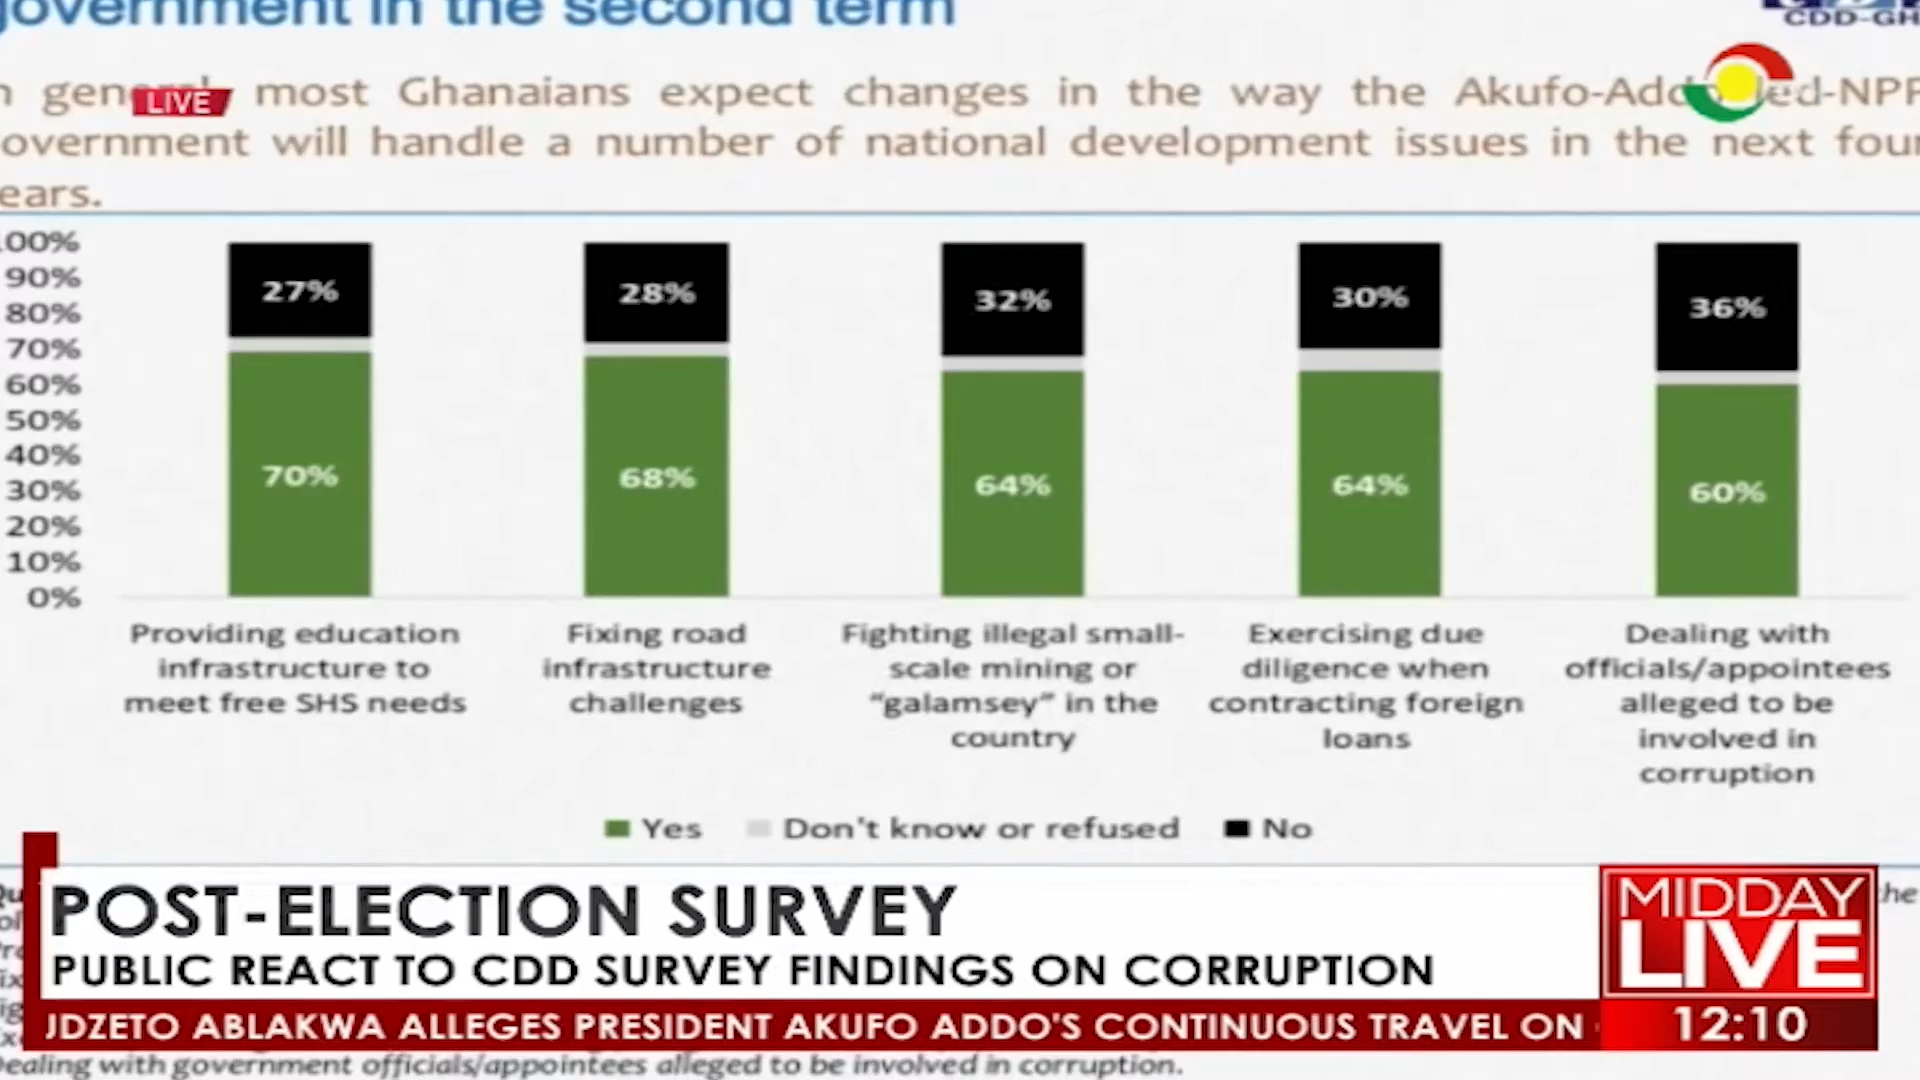 government in the second term
CDD-GH
LIVE
most Ghanaians expect changes in the way the Akufo-Addo led-NPP
government will handle a number of national development issues in the next four
years.
100%
90%
80%
70%
60%
50%
40%
30%
20%
10%
0%
27%
28%
32%
30%
36%
70%
68%
64%
64%
60%
Providing education
infrastructure to
meet free SHS needs
Fixing road
infrastructure
challenges
Fighting illegal small-
scale mining or
“galamsey” in the
country
Exercising due
diligence when
contracting foreign
loans
Dealing with
officials/appointees
alleged to be
involved in
corruption
Yes
Don't know or refused
No
POST-ELECTION SURVEY
PUBLIC REACT TO CDD SURVEY FINDINGS ON CORRUPTION
MIDDAY
LIVE
the
JDZETO ABLAKWA ALLEGES PRESIDENT AKUFO ADDO'S CONTINUOUS TRAVEL ON
12:10
Dealing with government officials/appointees alleged to be involved in corruption.